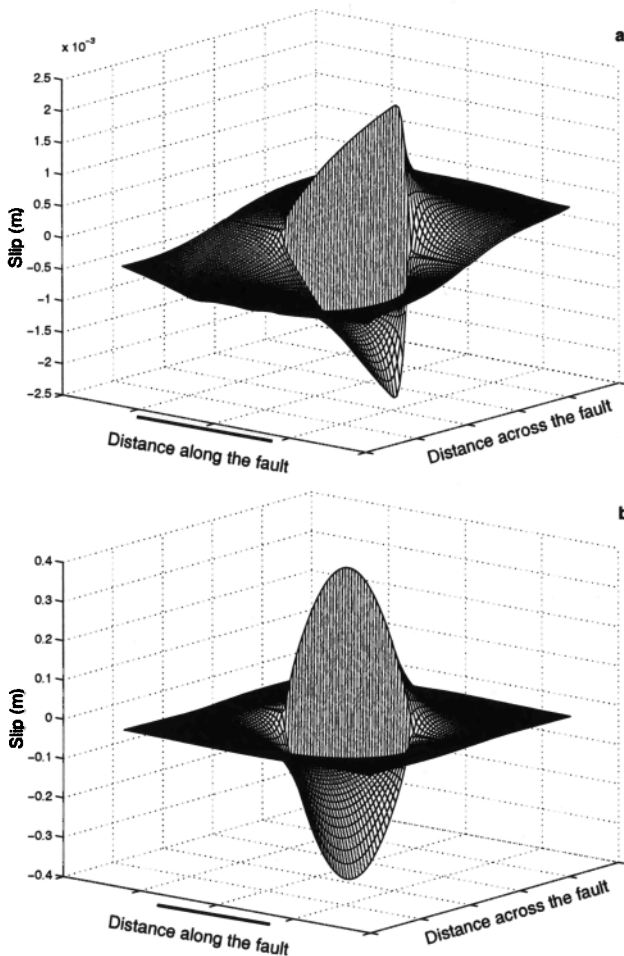 a
x 10⁻³
2.5
2
1.5
1
0.5
0
−0.5
−1
−1.5
−2
−2.5
Slip (m)
Distance along the fault
Distance across the fault
b
0.4
0.3
0.2
0.1
0
−0.1
−0.2
−0.3
−0.4
Slip (m)
Distance along the fault
Distance across the fault